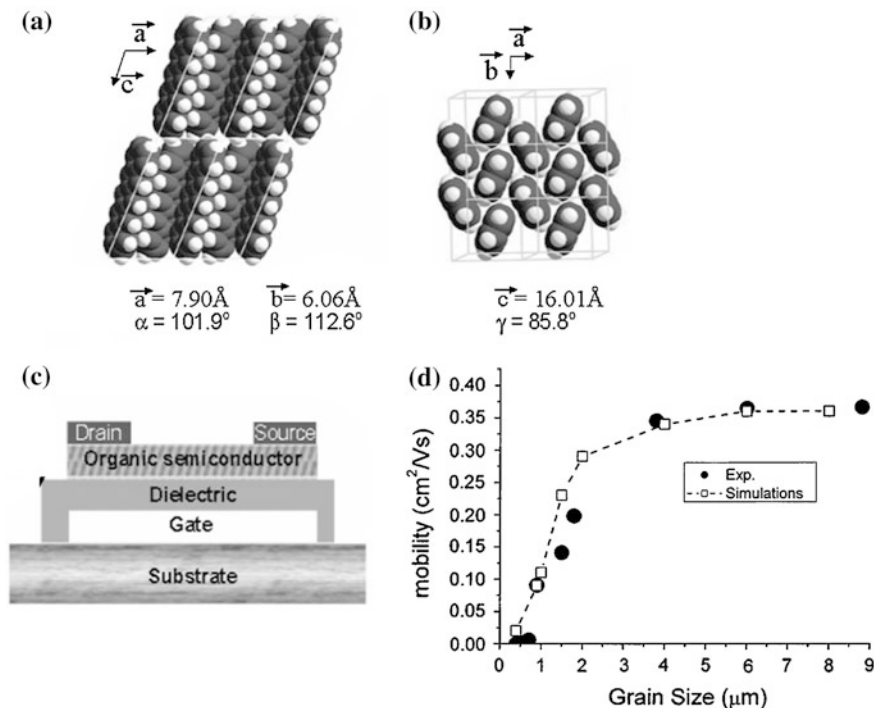 (a)
a
c
a = 7.90Å
b = 6.06Å
α = 101.9°
β = 112.6°
(b)
a
b
c = 16.01Å
γ = 85.8°
(c)
Drain
Source
Organic semiconductor
Dielectric
Gate
Substrate
(d)
mobility (cm²/Vs)
0.40
0.35
0.30
0.25
0.20
0.15
0.10
0.05
0.00
Exp.
Simulations
0 1 2 3 4 5 6 7 8 9
Grain Size (μm)